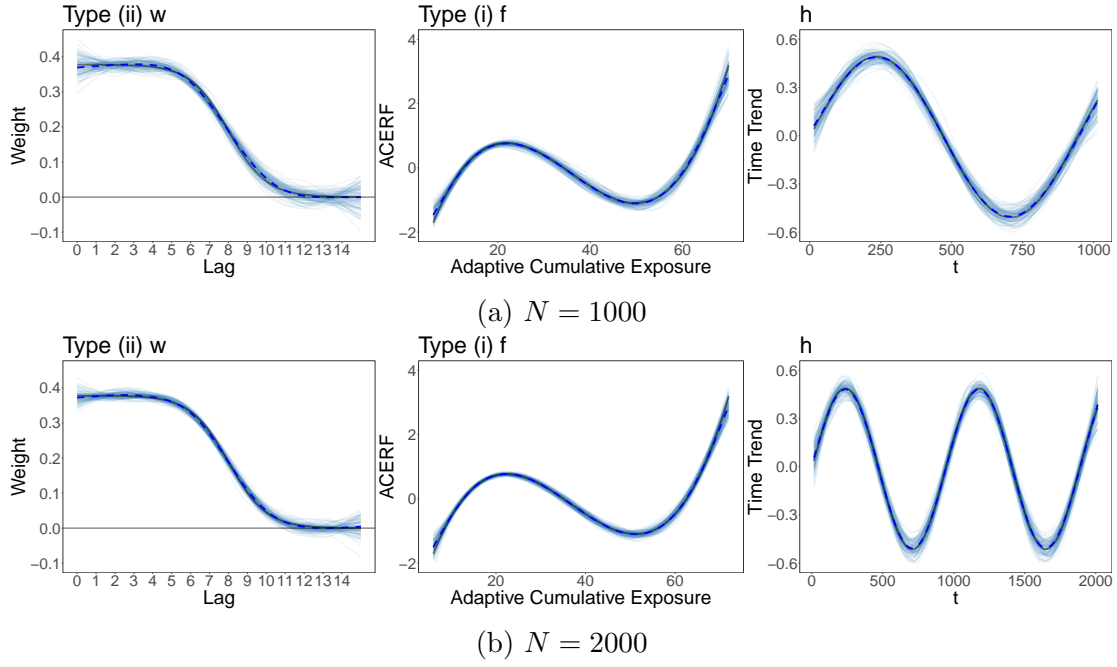 Type (ii) w
Type (i) f
h
Weight
0.4
0.3
0.2
0.1
0.0
−0.1
0 1 2 3 4 5 6 7 8 9 10 11 12 13 14
Lag
ACERF
4
2
0
−2
20 40 60
Adaptive Cumulative Exposure
Time Trend
0.6
0.3
0.0
−0.3
−0.6
0 250 500 750 1000
t
(a) N = 1000
Type (ii) w
Type (i) f
h
Weight
0.4
0.3
0.2
0.1
0.0
−0.1
0 1 2 3 4 5 6 7 8 9 10 11 12 13 14
Lag
ACERF
4
2
0
−2
20 40 60
Adaptive Cumulative Exposure
Time Trend
0.6
0.3
0.0
−0.3
−0.6
0 500 1000 1500 2000
t
(b) N = 2000